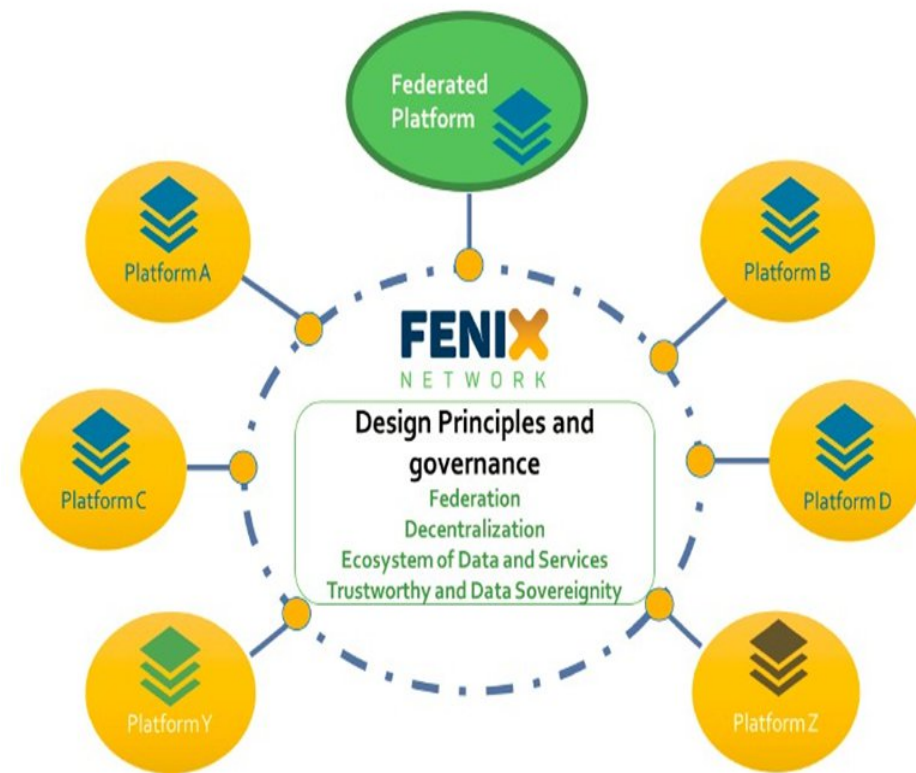 Federated
Platform
Platform A
Platform B
FENIX
NETWORK
Design Principles and
governance
Federation
Decentralization
Ecosystem of Data and Services
Trustworthy and Data Sovereignity
Platform C
Platform D
Platform Y
Platform Z